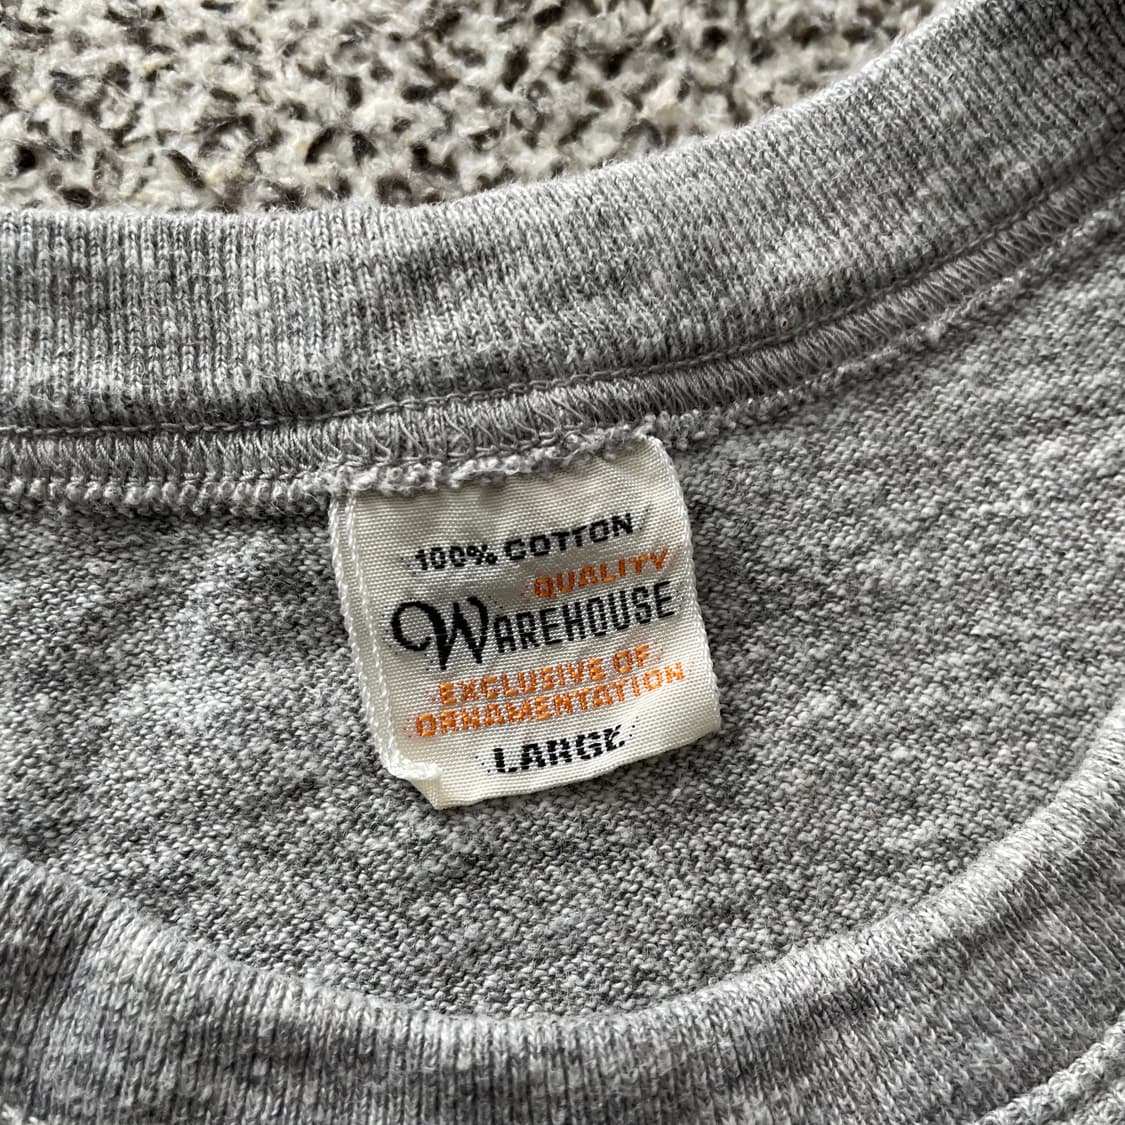 100% COTTON
QUALITY
WAREHOUSE
EXCLUSIVE OF
ORNAMENTATION
LARGE